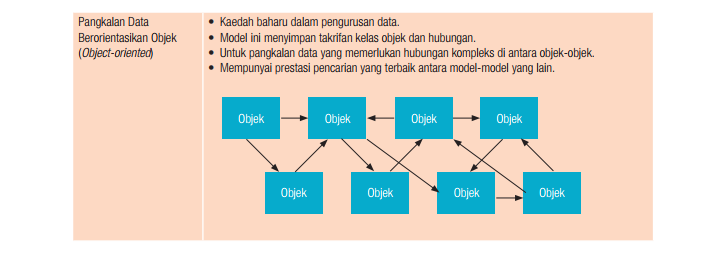 Pangkalan Data
Berorientasikan Objek
(Object-oriented)
• Kaedah baharu dalam pengurusan data.
• Model ini menyimpan takrifan kelas objek dan hubungan.
• Untuk pangkalan data yang memerlukan hubungan kompleks di antara objek-objek.
• Mempunyai prestasi pencarian yang terbaik antara model-model yang lain.
Objek
Objek
Objek
Objek
Objek
Objek
Objek
Objek